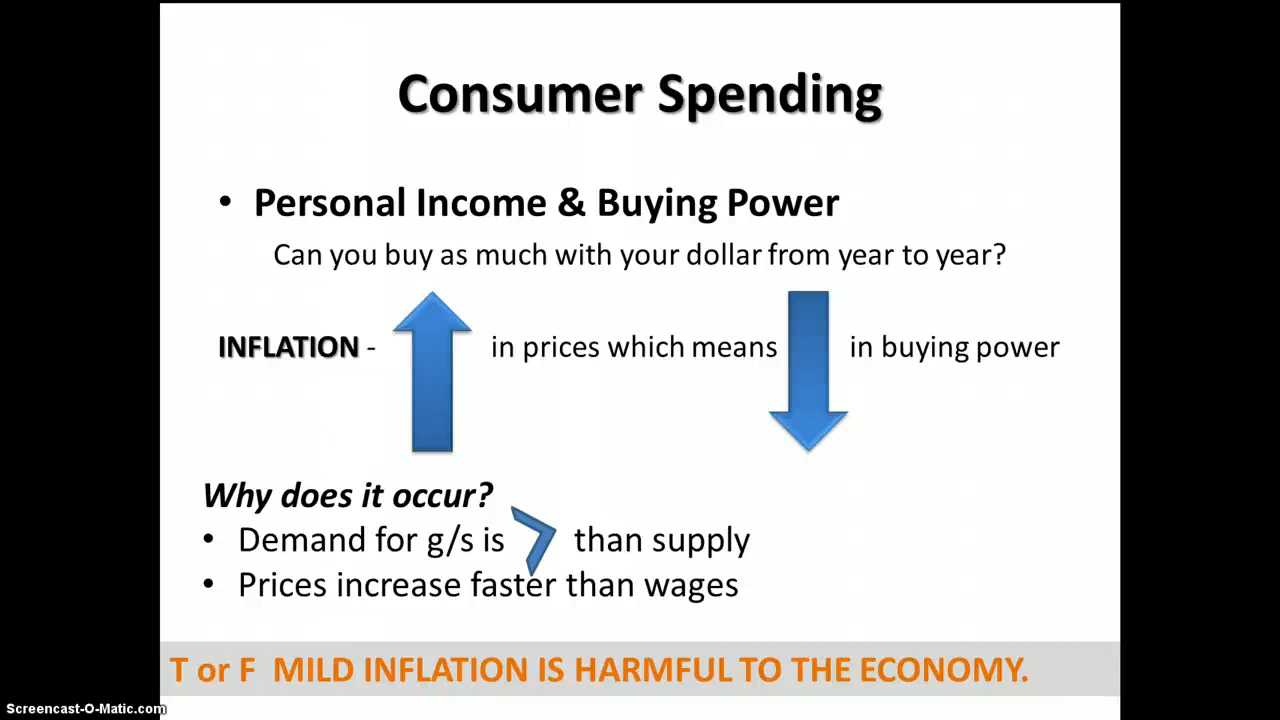 Consumer Spending
• Personal Income & Buying Power
Can you buy as much with your dollar from year to year?
INFLATION - in prices which means in buying power
Why does it occur?
• Demand for g/s is > than supply
• Prices increase faster than wages
T or F MILD INFLATION IS HARMFUL TO THE ECONOMY.
Screencast-O-Matic.com